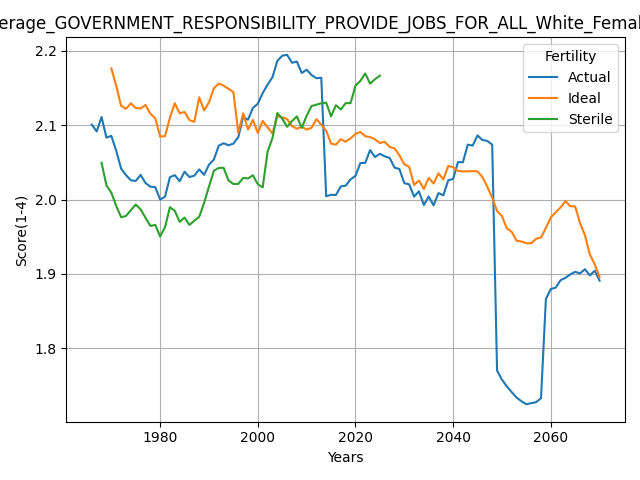 erage_GOVERNMENT_RESPONSIBILITY_PROVIDE_JOBS_FOR_ALL_White_Fema
Fertility
Actual
Ideal
Sterile
2.2
2.1
2.0
1.9
1.8
Score(1-4)
1980
2000
2020
2040
2060
Years